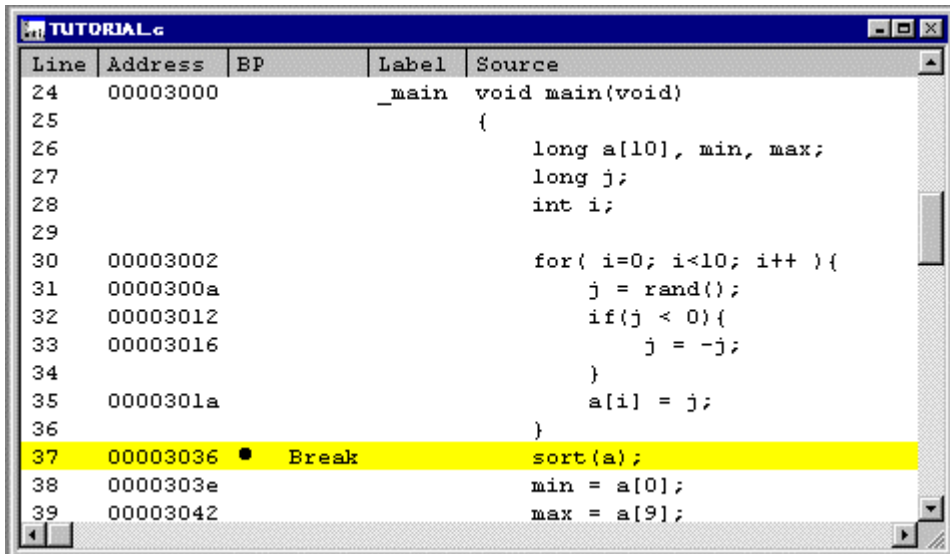 TUTORIAL.c
Line Address BP Label Source
24 00003000 _main void main(void)
25 {
26 long a[10], min, max;
27 long j;
28 int i;
29
30 00003002 for( i=0; i<10; i++ ){
31 0000300a j = rand();
32 00003012 if(j < 0){
33 00003016 j = -j;
34 }
35 0000301a a[i] = j;
36 }
37 00003036 ● Break sort(a);
38 0000303e min = a[0];
39 00003042 max = a[9];